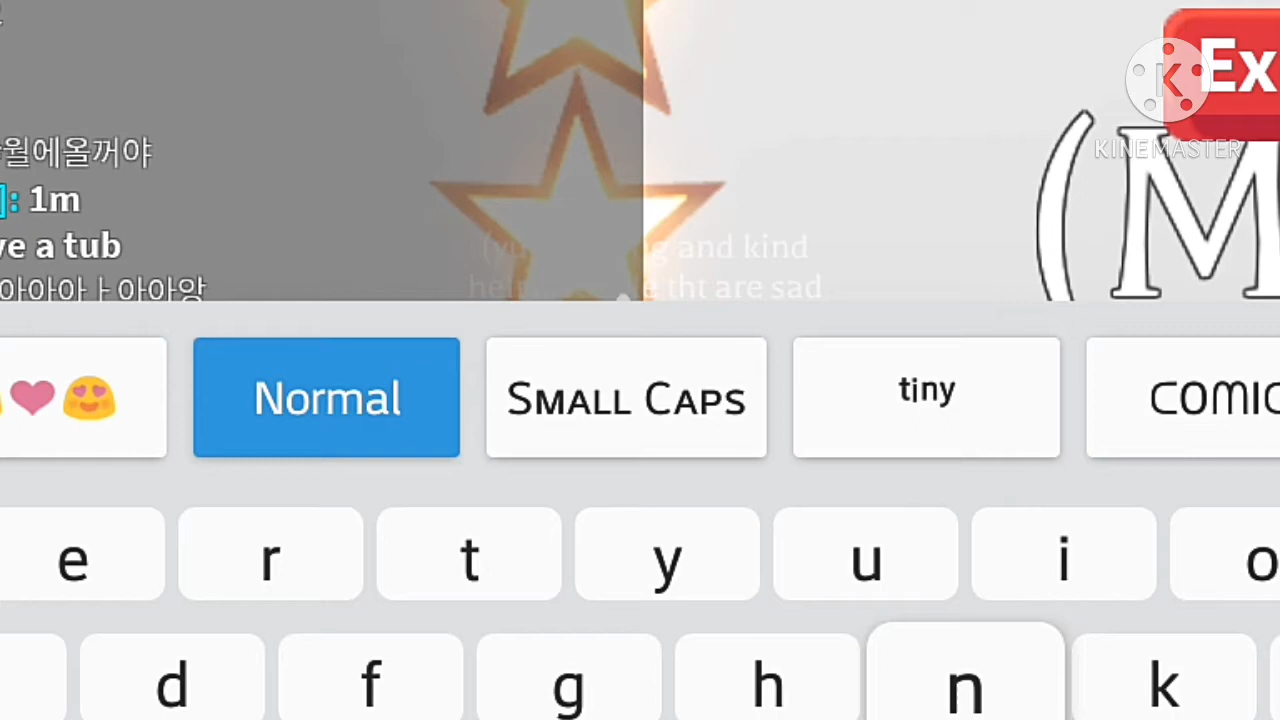 Ex
KINEMASTER
월에올꺼야
(M
]: 1m
ve a tub
g and kind
아아아ㅏ아아앙
e tht are sad
Normal
Small Caps
tiny
COMIC
e r t y u i o
d f g h n k